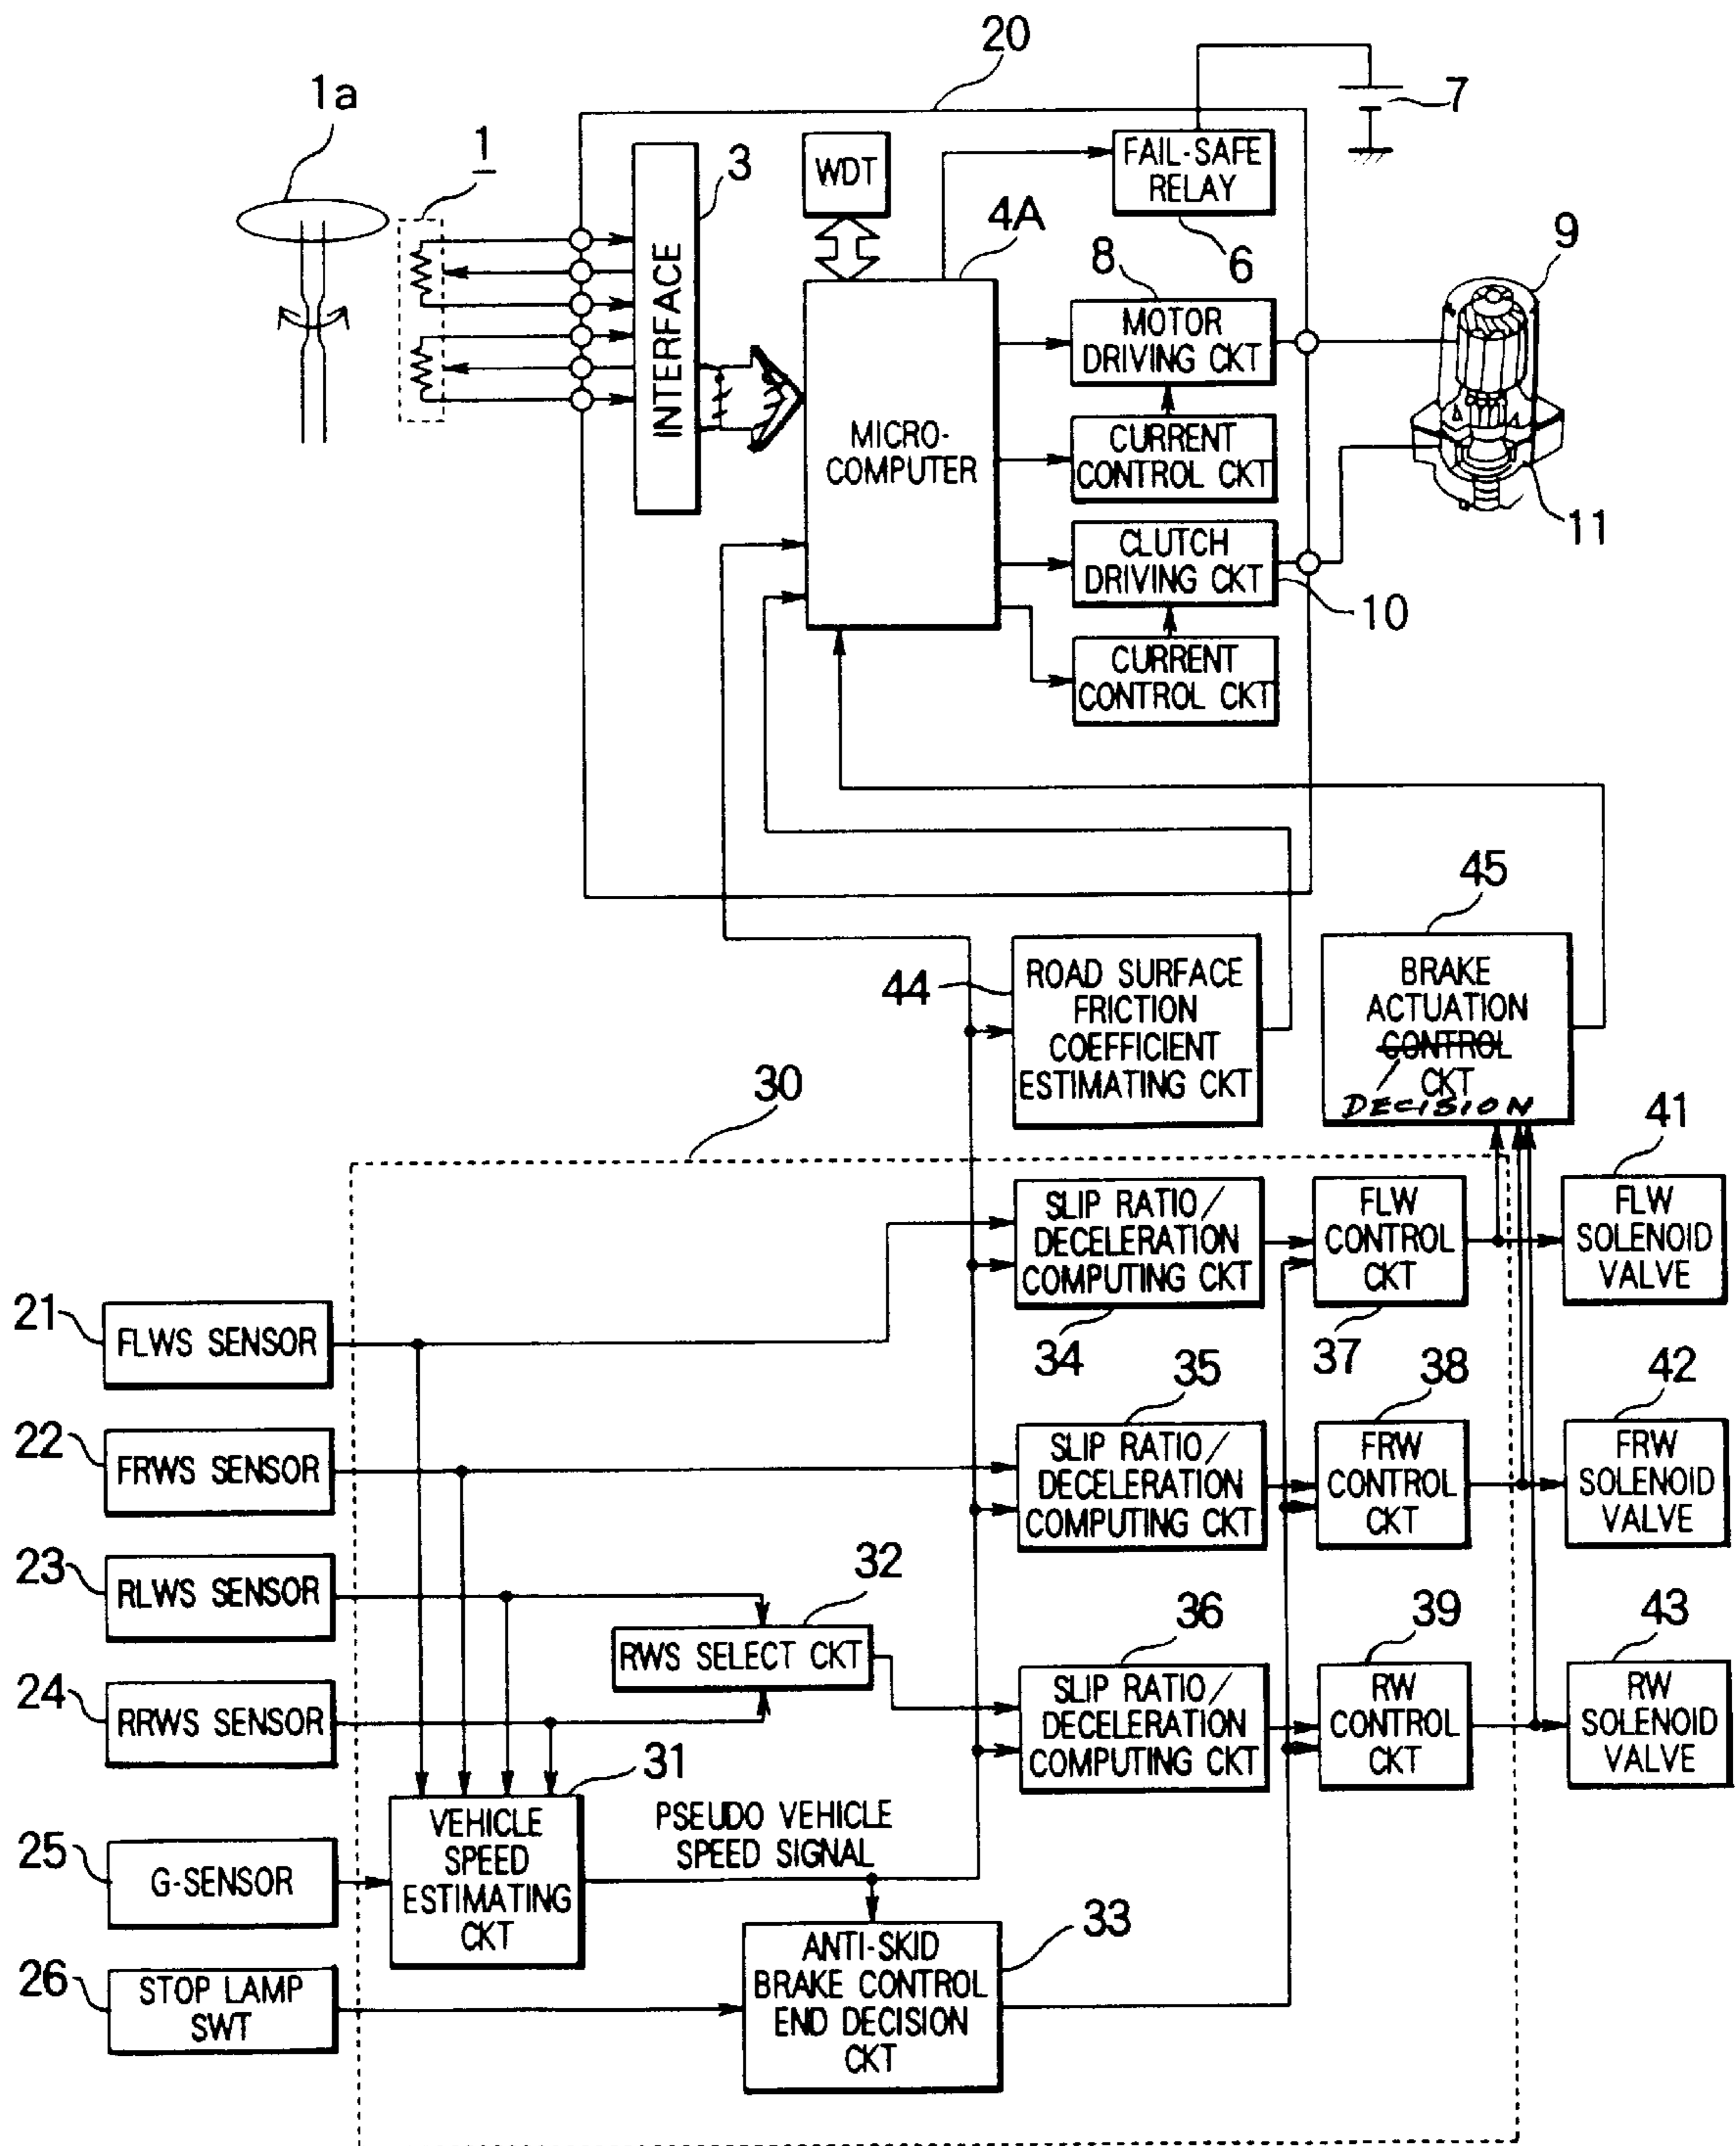 20
7
1a
1
3
WDT
FAIL-SAFE
RELAY
4A
6
8
9
INTERFACE
MICRO-
COMPUTER
MOTOR
DRIVING CKT
CURRENT
CONTROL CKT
CLUTCH
DRIVING CKT
10
11
CURRENT
CONTROL CKT
45
44
ROAD SURFACE
FRICTION
COEFFICIENT
ESTIMATING CKT
BRAKE
ACTUATION
CONTROL
CKT
DECISION
30
41
SLIP RATIO/
DECELERATION
COMPUTING CKT
34
FLW
CONTROL
CKT
37
FLW
SOLENOID
VALVE
21
FLWS SENSOR
35
38
42
22
FRWS SENSOR
SLIP RATIO/
DECELERATION
COMPUTING CKT
FRW
CONTROL
CKT
FRW
SOLENOID
VALVE
23
RLWS SENSOR
32
RWS SELECT CKT
36
39
43
24
RRWS SENSOR
SLIP RATIO/
DECELERATION
COMPUTING CKT
RW
CONTROL
CKT
RW
SOLENOID
VALVE
31
VEHICLE
SPEED
ESTIMATING
CKT
PSEUDO VEHICLE
SPEED SIGNAL
25
G-SENSOR
33
ANTI-SKID
BRAKE CONTROL
END DECISION
CKT
26
STOP LAMP
SWT